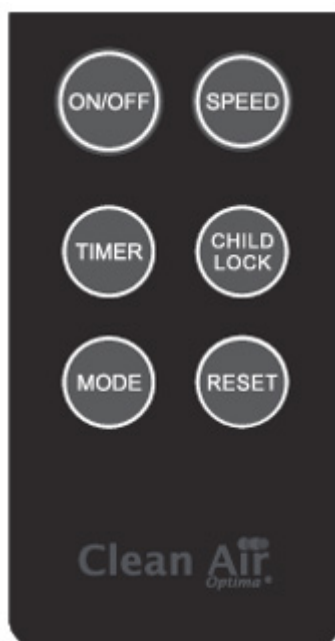 ON/OFF SPEED
TIMER CHILD
LOCK
MODE RESET
Clean Air
Optima®